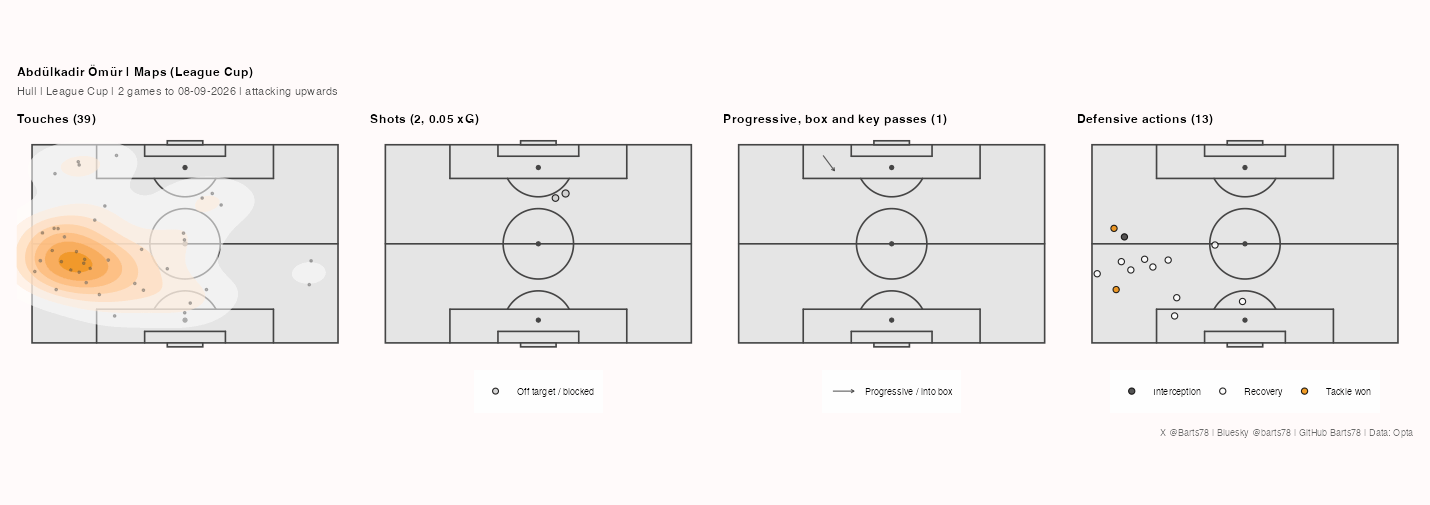 Abdülkadir Ömür | Maps (League Cup)
Hull | League Cup | 2 games to 08-09-2026 | attacking upwards
Touches (39)
Shots (2, 0.05 xG)
Progressive, box and key passes (1)
Defensive actions (13)
Off target / blocked
Progressive / into box
Interception
Recovery
Tackle won
X @Barts78 | Bluesky @barts78 | GitHub Barts78 | Data: Opta